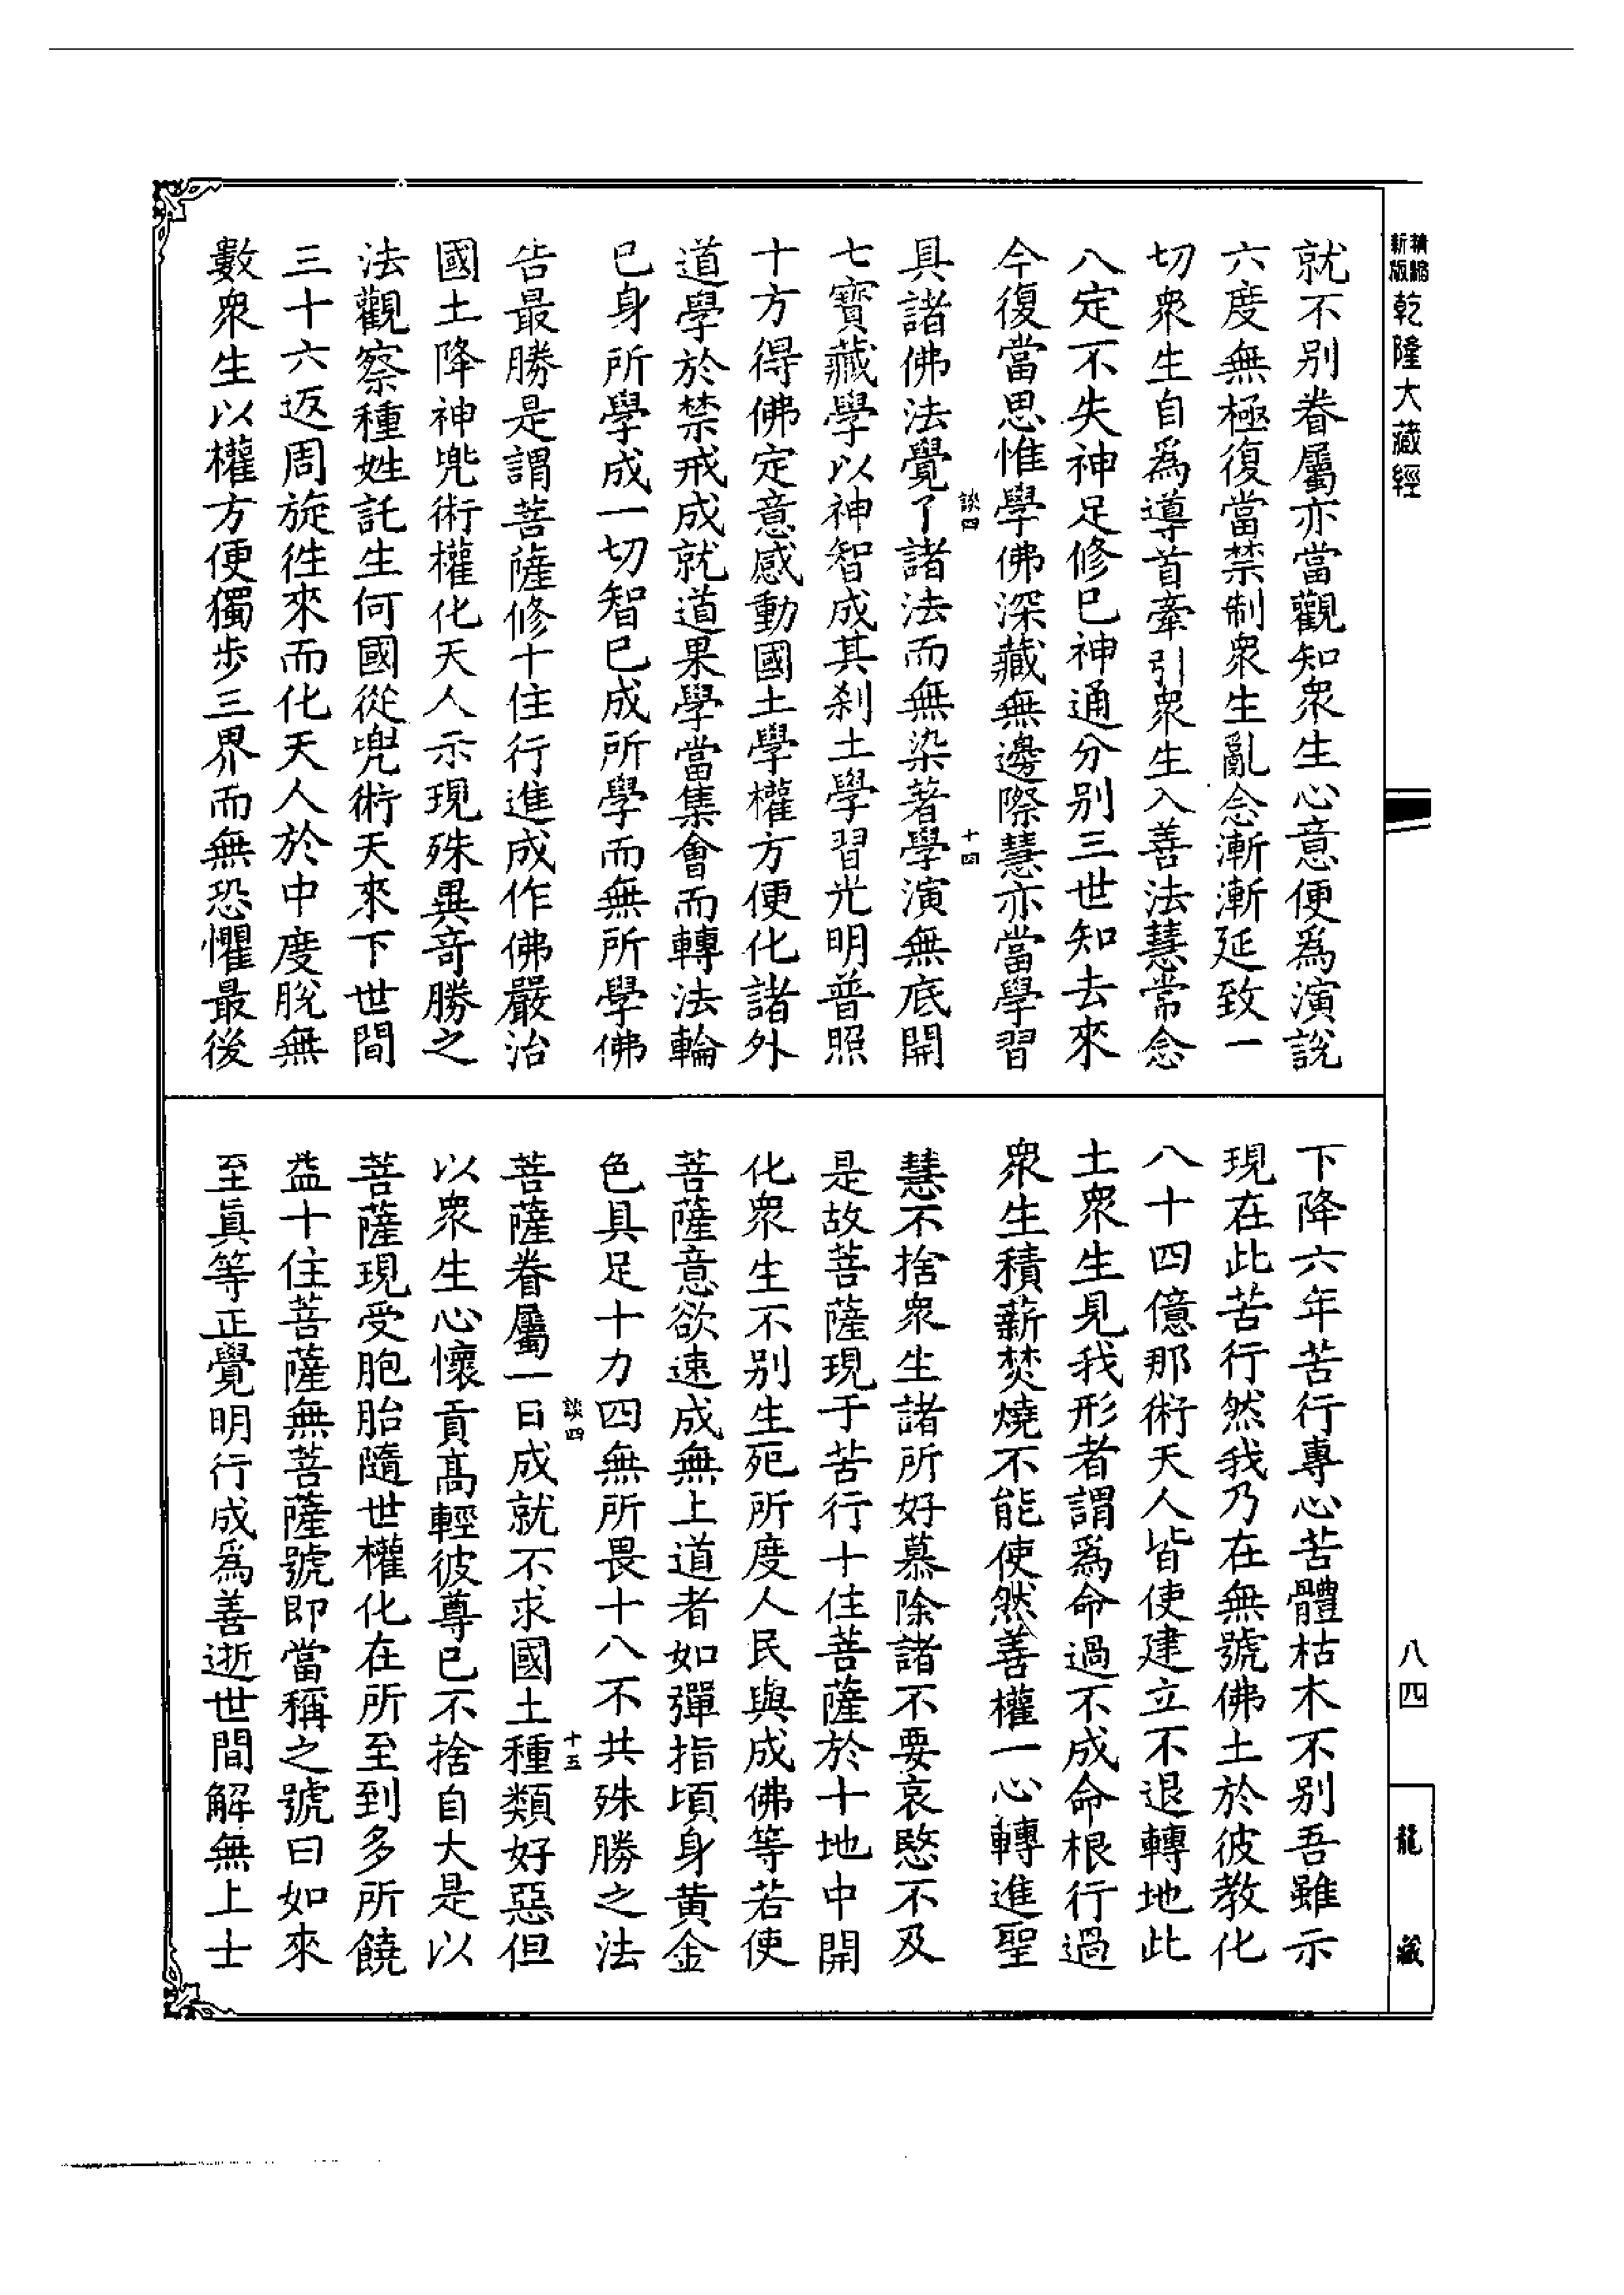 精縮新版乾隆大藏經
就不別眷屬亦當觀知衆生心意便爲演說
六度無極復當禁制衆生亂念漸漸延致一
切衆生自爲導首牽引衆生入善法慧常念
八定不失神足修已神通分別三世知去來
今復當思惟學佛深藏無邊際慧亦當學習
談四
十四
具諸佛法覺了諸法而無染著學演無底開
七寶藏學以神智成其刹土學習光明普照
十方得佛定意感動國土學權方便化諸外
道學於禁戒成就道果學當集會而轉法輪
已身所學成一切智已成所學而無所學佛
告最勝是謂菩薩修十住行進成作佛嚴治
國土降神兠術權化天人示現殊異奇勝之
法觀察種姓託生何國從兠術天來下世間
三十六返周旋徃來而化天人於中度脫無
數衆生以權方便獨步三界而無恐懼最後
下降六年苦行專心苦體枯木不別吾雖示
現在此苦行然我乃在無號佛土於彼教化
八十四億那術天人皆使建立不退轉地此
土衆生見我形者謂爲命過不成命根行過
衆生積薪焚燒不能使然善權一心轉進聖
慧不捨衆生諸所好慕除諸不要哀愍不及
是故菩薩現于苦行十住菩薩於十地中開
化衆生不別生死所度人民與成佛等若使
菩薩意欲速成無上道者如彈指頃身黃金
色具足十力四無所畏十八不共殊勝之法
談四
十五
菩薩眷屬一日成就不求國土種類好惡但
以衆生心懷貢高輕彼尊已不捨自大是以
菩薩現受胞胎隨世權化在所至到多所饒
益十住菩薩無菩薩號即當稱之號曰如來
至眞等正覺明行成爲善逝世間解無上士
八四
龍藏